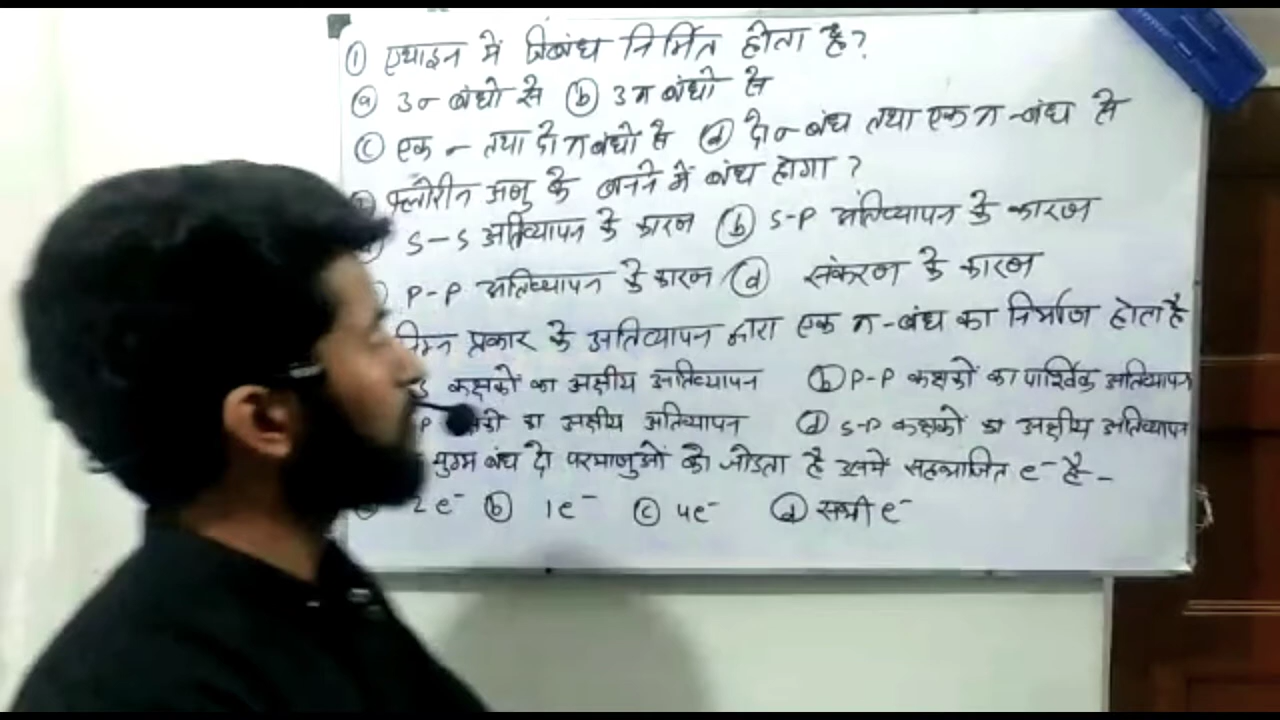 ① एथाइन में त्रिबंध निर्मित होता है?
ⓐ 3σ बंधो से ⓑ 3π बंधो से
ⓒ एक σ तथा दो π बंधों से ⓓ दो σ-बंध तथा एक π-बंध से
फ्लोरीन अनु के बनने में बंध होगा ?
S-S अतिव्यापन के कारण ⓑ S-P अतिव्यापन के कारण
P-P अतिव्यापन के कारण ⓓ संकरण के कारण
प्रकार के अतिव्यापन द्वारा एक π-बंध का निर्माण होता है
कक्षकों का अक्षीय अतिव्यापन ⓑ P-P कक्षकों का पार्श्विक अतिव्यापन
का अक्षीय अतिव्यापन ⓓ S-P कक्षकों का अक्षीय अतिव्यापन
युग्म बंध दो परमाणुओं को जोडता है उसमें सहभाजित e⁻ है-
2e⁻ ⓑ 1e⁻ ⓒ 4e⁻ ⓓ सभी e⁻